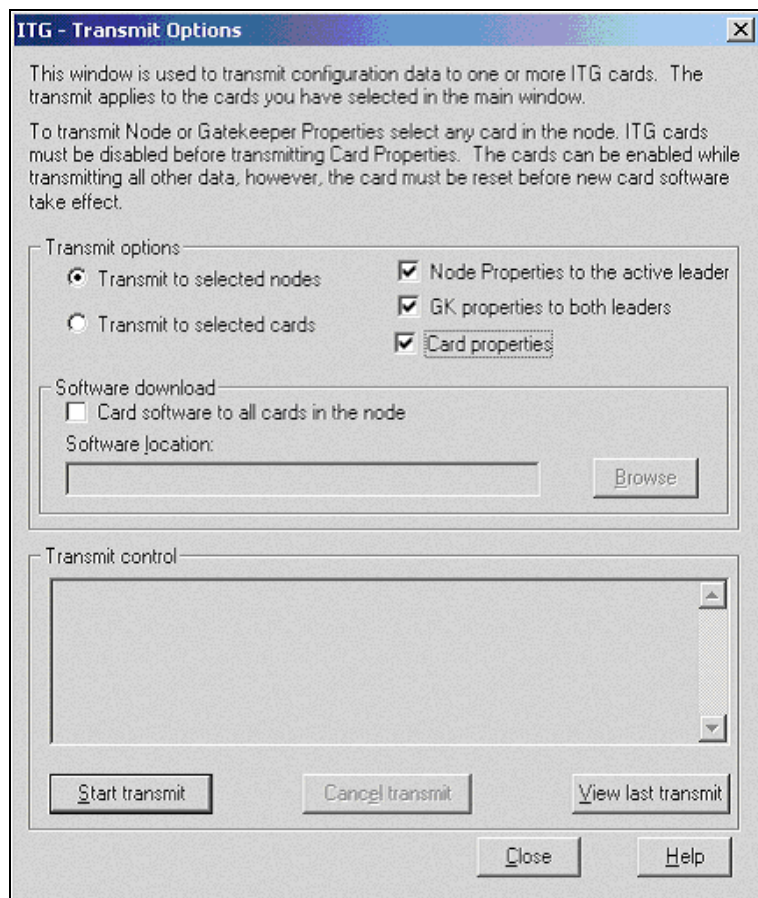 ITG - Transmit Options
This window is used to transmit configuration data to one or more ITG cards. The
transmit applies to the cards you have selected in the main window.
To transmit Node or Gatekeeper Properties select any card in the node. ITG cards
must be disabled before transmitting Card Properties. The cards can be enabled while
transmitting all other data, however, the card must be reset before new card software
take effect.
Transmit options
Transmit to selected nodes
Transmit to selected cards
Node Properties to the active leader
GK properties to both leaders
Card properties
Software download
Card software to all cards in the node
Software location:
Browse
Transmit control
Start transmit
Cancel transmit
View last transmit
Close
Help